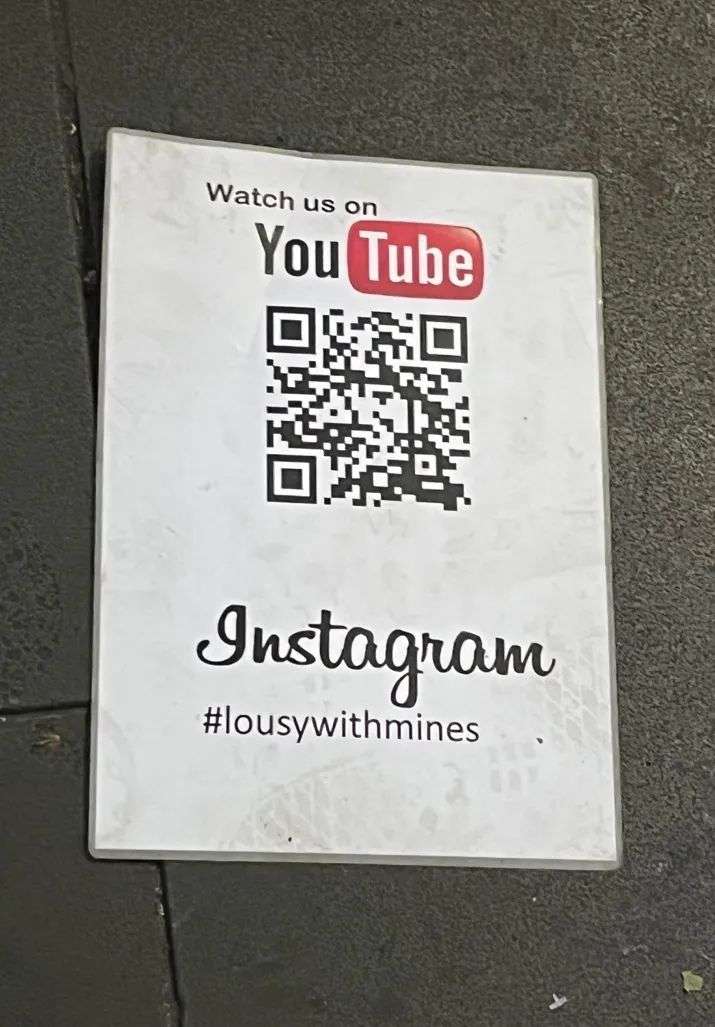 Watch us on
YouTube
Instagram
#lousywithmines